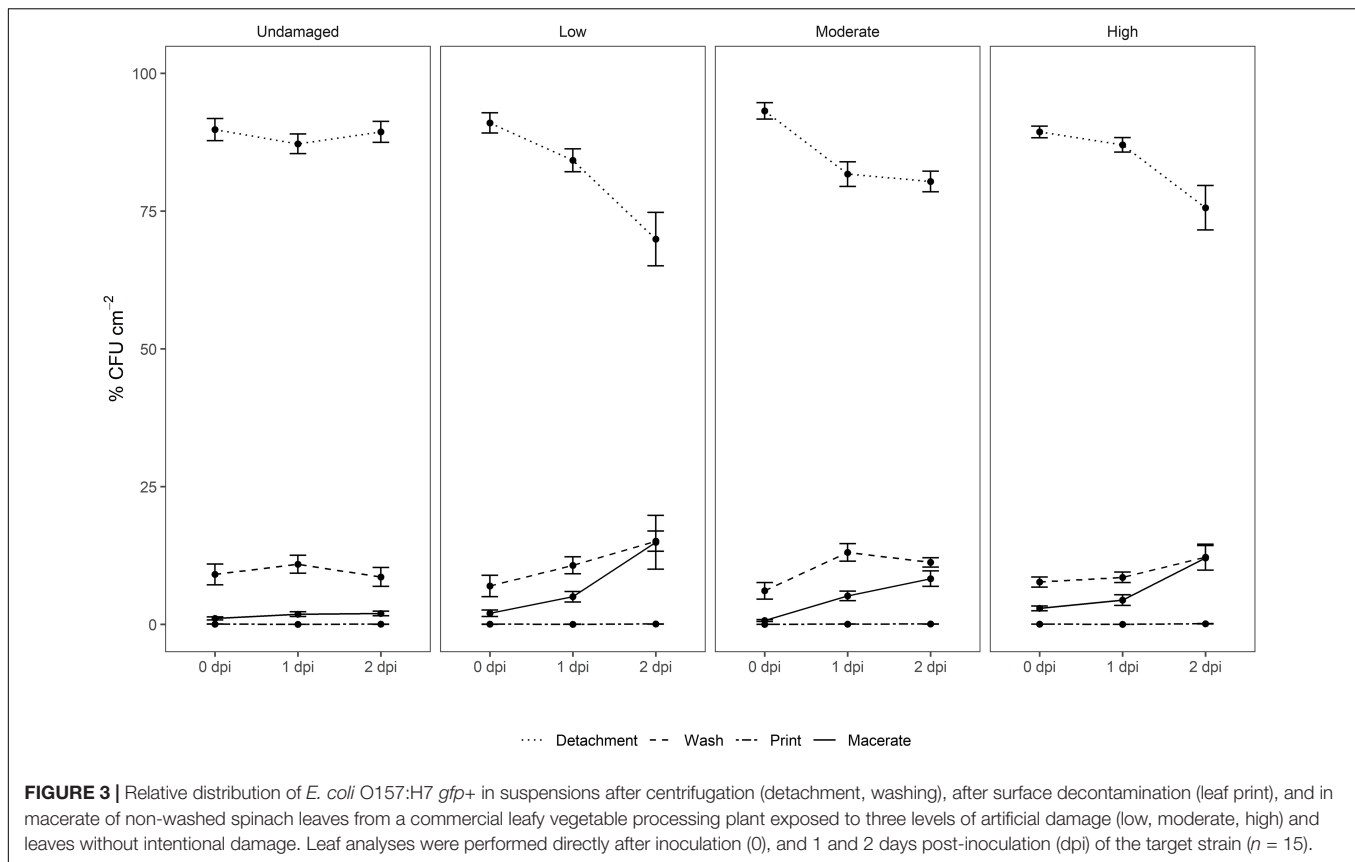 Undamaged Low Moderate High
100
75
50
25
0
% CFU cm⁻²
0 dpi 1 dpi 2 dpi 0 dpi 1 dpi 2 dpi 0 dpi 1 dpi 2 dpi 0 dpi 1 dpi 2 dpi
Detachment Wash Print Macerate
FIGURE 3 | Relative distribution of E. coli O157:H7 gfp+ in suspensions after centrifugation (detachment, washing), after surface decontamination (leaf print), and in
macerate of non-washed spinach leaves from a commercial leafy vegetable processing plant exposed to three levels of artificial damage (low, moderate, high) and
leaves without intentional damage. Leaf analyses were performed directly after inoculation (0), and 1 and 2 days post-inoculation (dpi) of the target strain (n = 15).